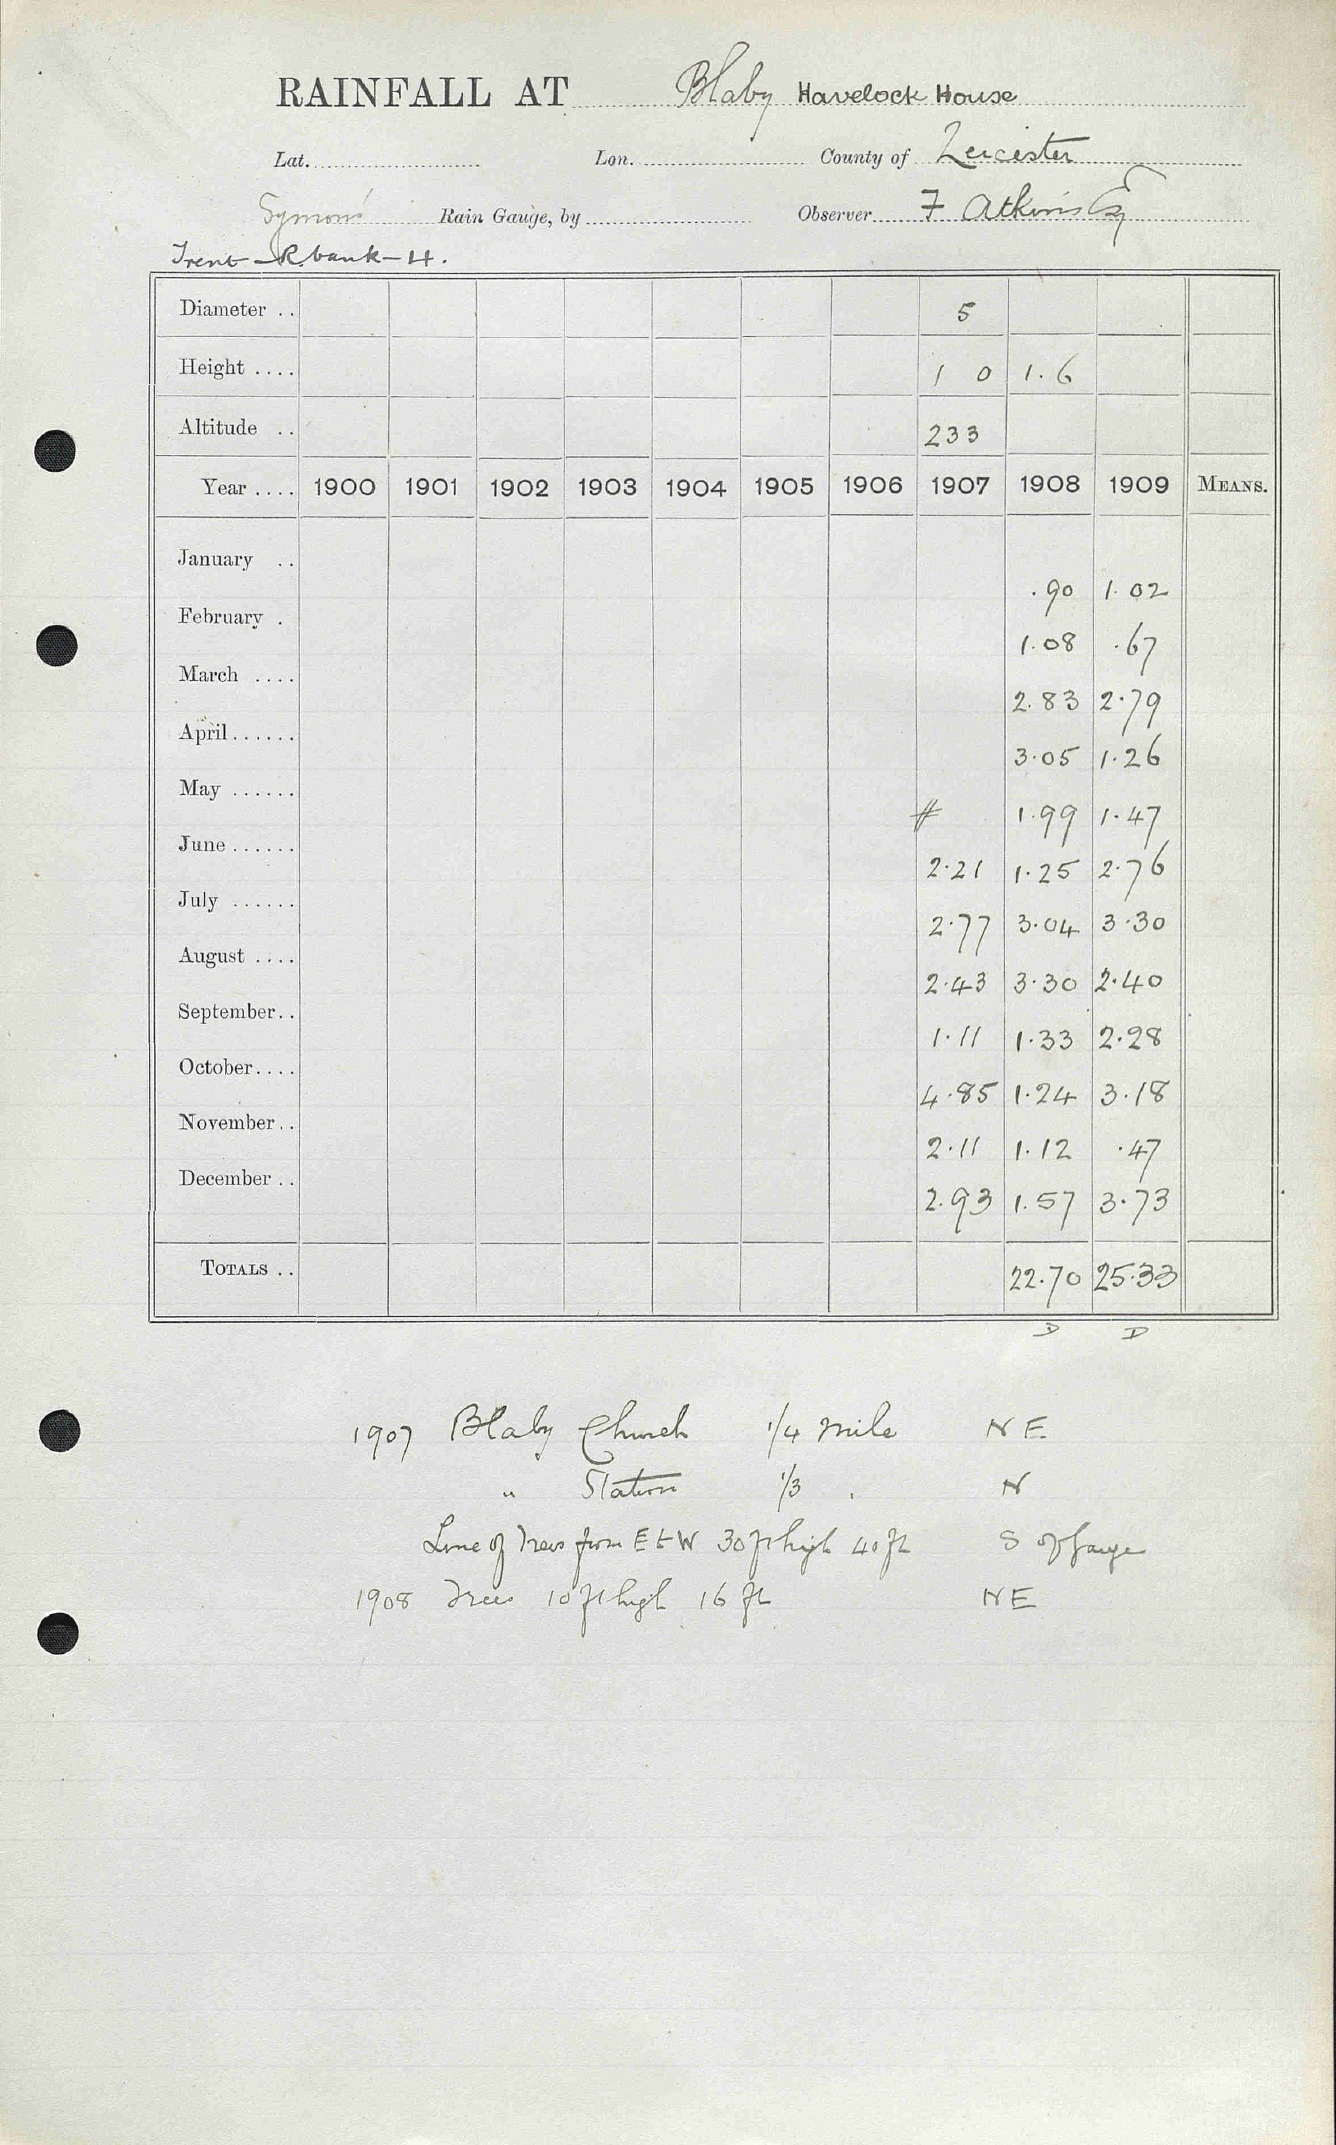 RAINFALL AT Blaby Havelock House
Lat. Lon. County of Leicester
Symons Rain Gauge, by Observer F Atkins Esq
Trent - R. bank - 4.
Diameter .. 5
Height .... 1 0 1.6
Altitude .. 233
Year .... 1900 1901 1902 1903 1904 1905 1906 1907 1908 1909 MEANS.
January .. .90 1.02
February . 1.08 .67
March .... 2.83 2.79
April ...... 3.05 1.26
May ...... # 1.99 1.47
June ...... 2.21 1.25 2.76
July ...... 2.77 3.04 3.30
August .... 2.43 3.30 2.40
September.. 1.11 1.33 2.28
October.... 4.85 1.24 3.18
November.. 2.11 1.12 .47
December .. 2.93 1.57 3.73
TOTALS .. 22.70 25.33
D D
1907 Blaby Church 1/4 mile NE
" Station 1/3 . N
Line of Trees from E to W 30 ft high 40 ft S of Gauge
1908 Trees 10 ft high 16 ft NE